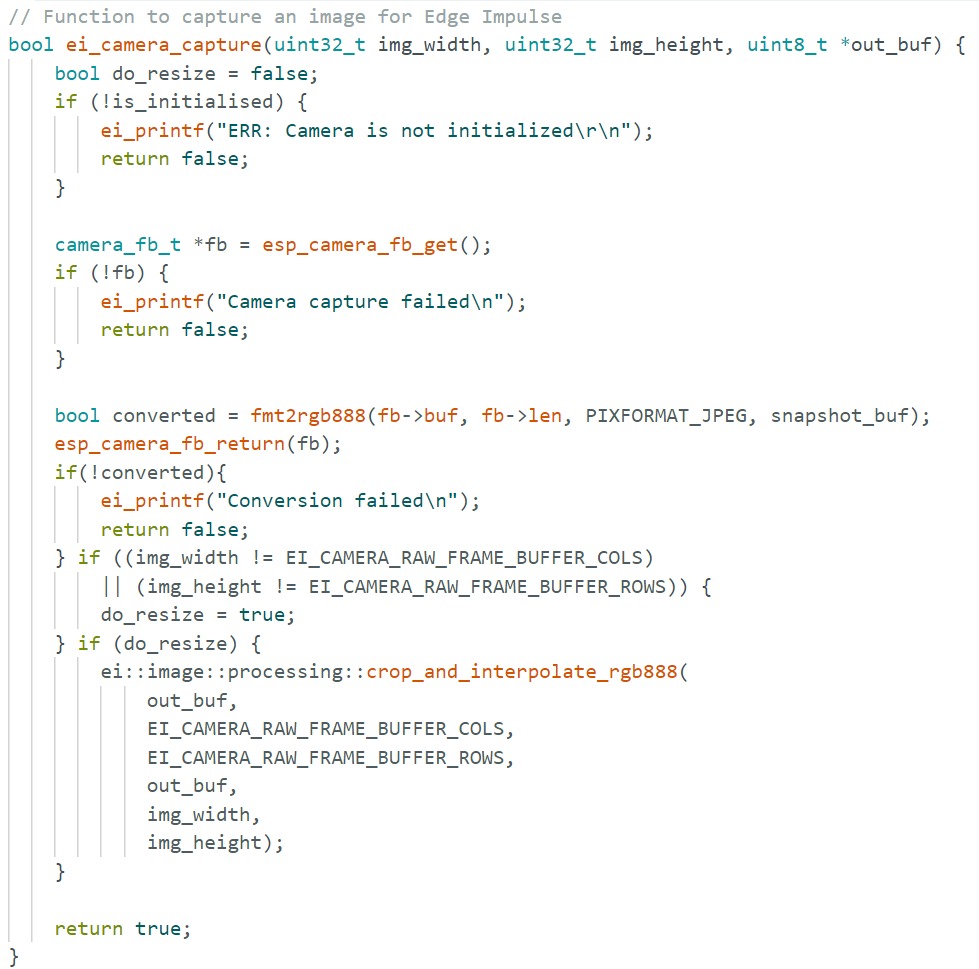 // Function to capture an image for Edge Impulse
bool ei_camera_capture(uint32_t img_width, uint32_t img_height, uint8_t *out_buf) {
    bool do_resize = false;
    if (!is_initialised) {
        ei_printf("ERR: Camera is not initialized\r\n");
        return false;
    }

    camera_fb_t *fb = esp_camera_fb_get();
    if (!fb) {
        ei_printf("Camera capture failed\n");
        return false;
    }

    bool converted = fmt2rgb888(fb->buf, fb->len, PIXFORMAT_JPEG, snapshot_buf);
    esp_camera_fb_return(fb);
    if(!converted){
        ei_printf("Conversion failed\n");
        return false;
    } if ((img_width != EI_CAMERA_RAW_FRAME_BUFFER_COLS)
        || (img_height != EI_CAMERA_RAW_FRAME_BUFFER_ROWS)) {
        do_resize = true;
    } if (do_resize) {
        ei::image::processing::crop_and_interpolate_rgb888(
            out_buf,
            EI_CAMERA_RAW_FRAME_BUFFER_COLS,
            EI_CAMERA_RAW_FRAME_BUFFER_ROWS,
            out_buf,
            img_width,
            img_height);
    }

    return true;
}